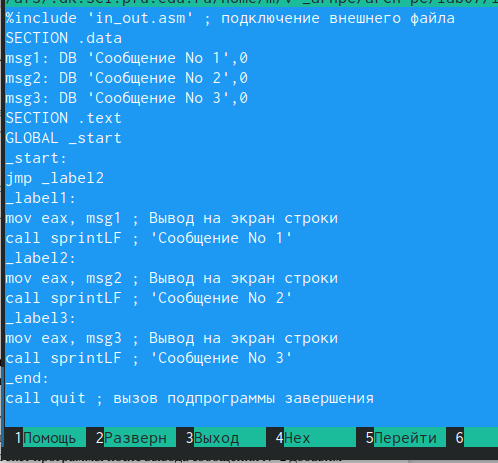 %include 'in_out.asm' ; подключение внешнего файла
SECTION .data
msg1: DB 'Сообщение No 1',0
msg2: DB 'Сообщение No 2',0
msg3: DB 'Сообщение No 3',0
SECTION .text
GLOBAL _start
_start:
jmp _label2
_label1:
mov eax, msg1 ; Вывод на экран строки
call sprintLF ; 'Сообщение No 1'
_label2:
mov eax, msg2 ; Вывод на экран строки
call sprintLF ; 'Сообщение No 2'
_label3:
mov eax, msg3 ; Вывод на экран строки
call sprintLF ; 'Сообщение No 3'
_end:
call quit ; вызов подпрограммы завершения
1Помощь 2Разверн 3Выход 4Hex 5Перейти 6